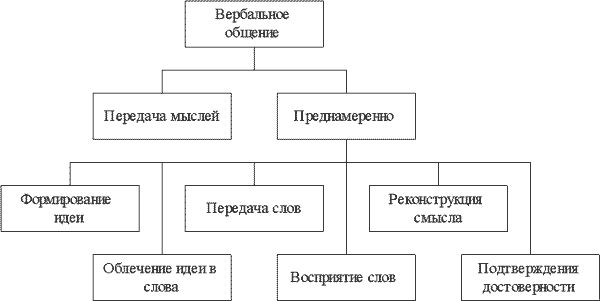 Вербальное
общение
Передача мыслей
Преднамеренно
Формирование
идеи
Передача слов
Реконструкция
смысла
Облечение идеи в
слова
Восприятие слов
Подтверждения
достоверности